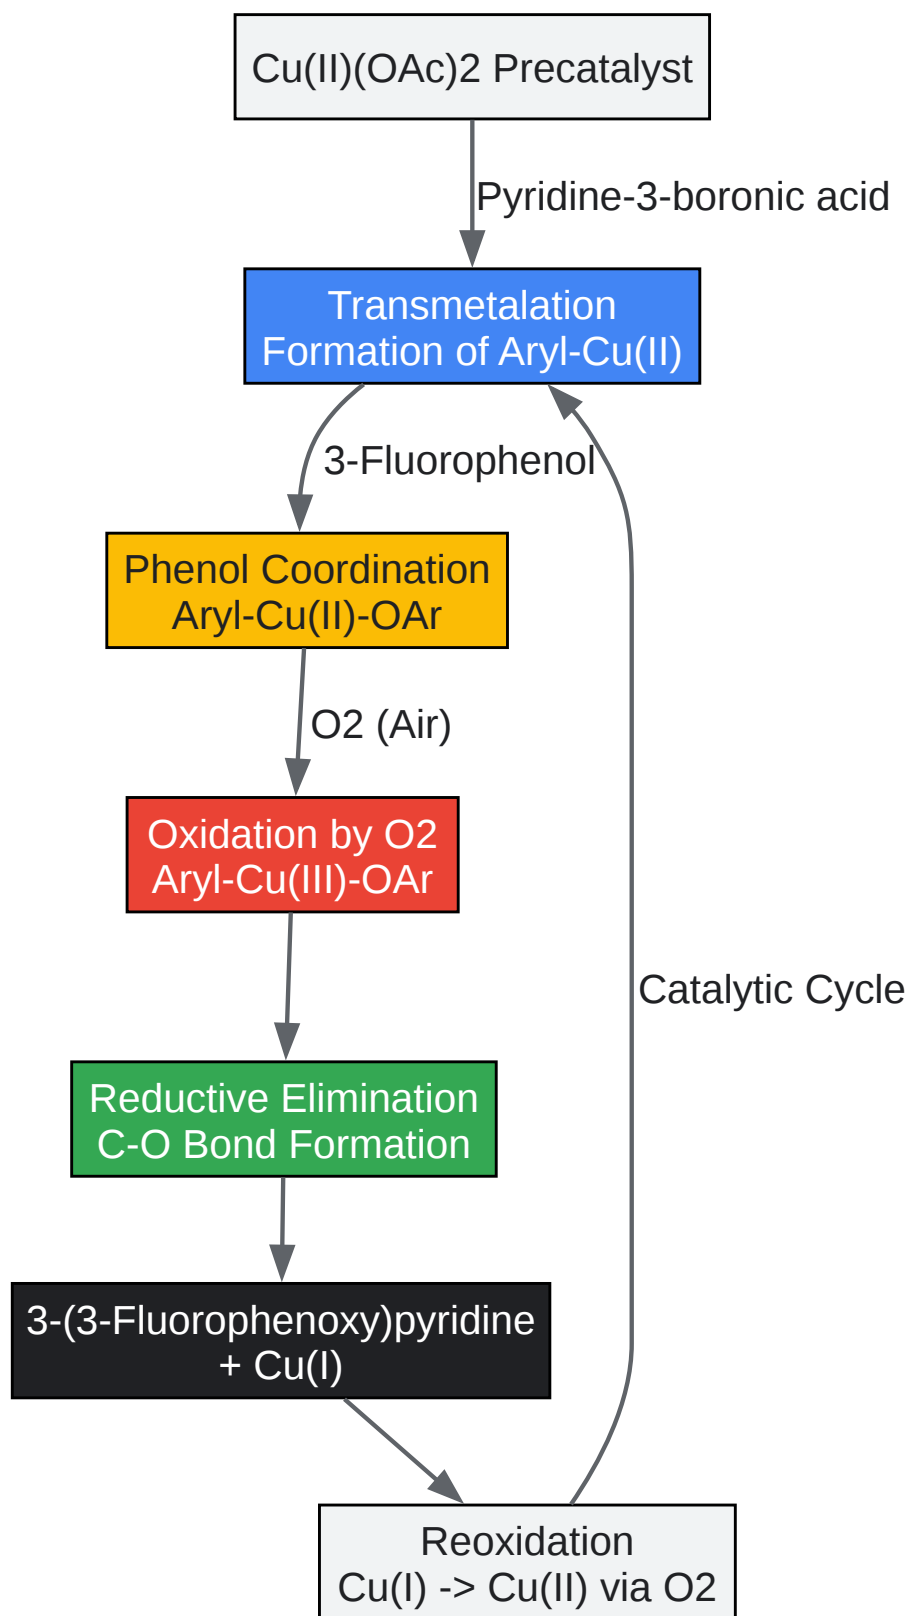 Cu(II)(OAc)2 Precatalyst
Pyridine-3-boronic acid
Transmetalation
Formation of Aryl-Cu(II)
3-Fluorophenol
Phenol Coordination
Aryl-Cu(II)-OAr
O2 (Air)
Oxidation by O2
Aryl-Cu(III)-OAr
Catalytic Cycle
Reductive Elimination
C-O Bond Formation
3-(3-Fluorophenoxy)pyridine
+ Cu(I)
Reoxidation
Cu(I) -> Cu(II) via O2